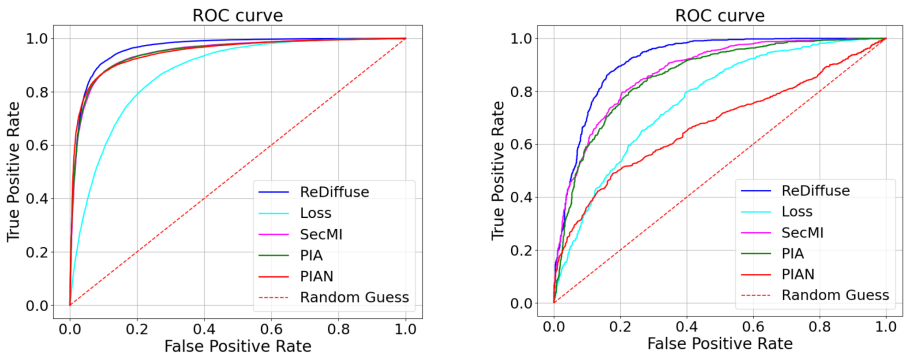 ROC curve
True Positive Rate
1.0
0.8
0.6
0.4
0.2
0.0
ReDiffuse
Loss
SecMI
PIA
PIAN
Random Guess
0.0 0.2 0.4 0.6 0.8 1.0
False Positive Rate
ROC curve
True Positive Rate
1.0
0.8
0.6
0.4
0.2
0.0
ReDiffuse
Loss
SecMI
PIA
PIAN
Random Guess
0.0 0.2 0.4 0.6 0.8 1.0
False Positive Rate